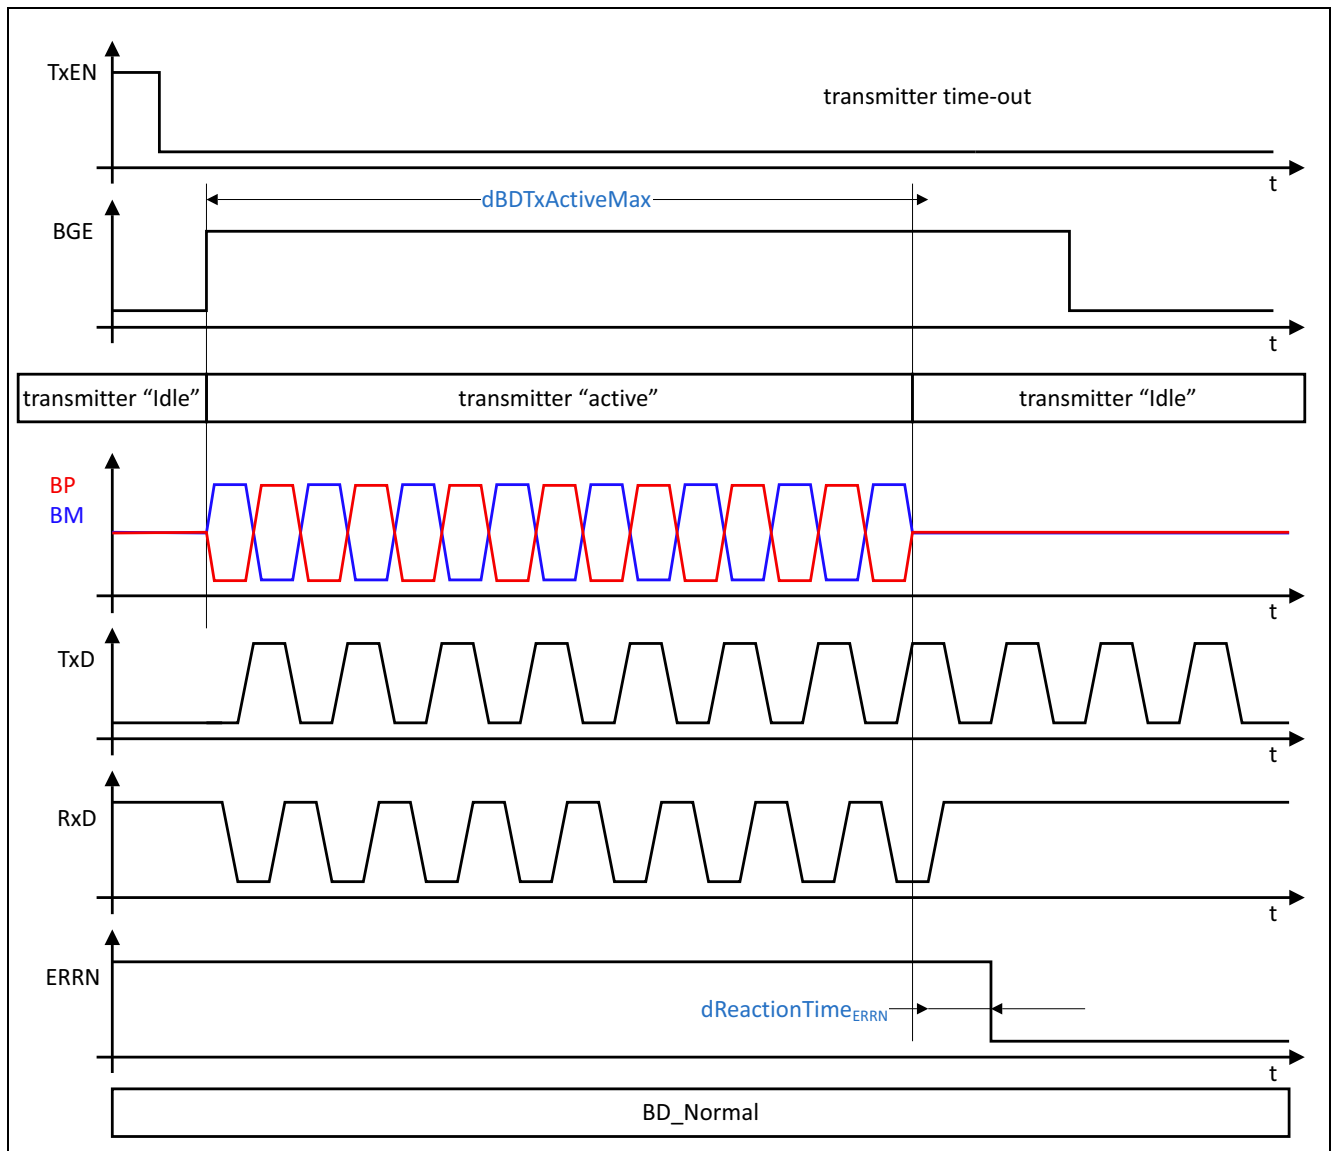 TxEN
transmitter time-out
t
dBDTxActiveMax
BGE
t
transmitter “Idle”
transmitter “active”
transmitter “Idle”
BP
BM
t
TxD
t
RxD
t
ERRN
dReactionTimeERRN
t
BD_Normal